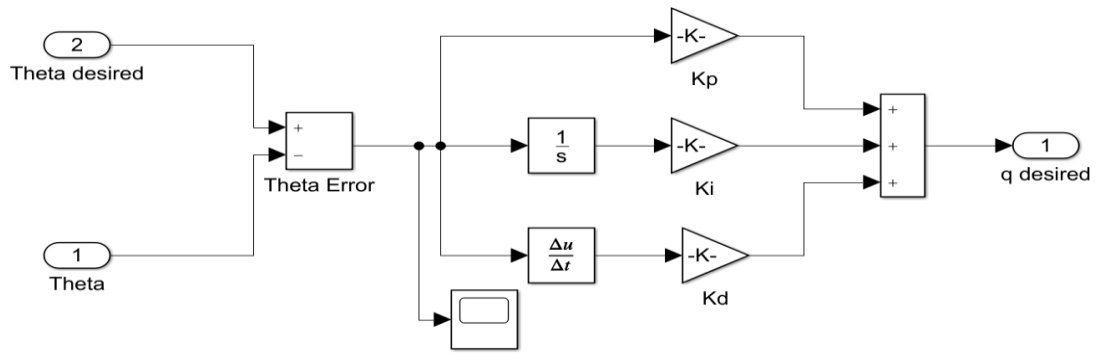 2
Theta desired
+
−
Theta Error
1
Theta
-K-
Kp
1
s
-K-
Ki
Δu
Δt
-K-
Kd
+
+
+
1
q desired